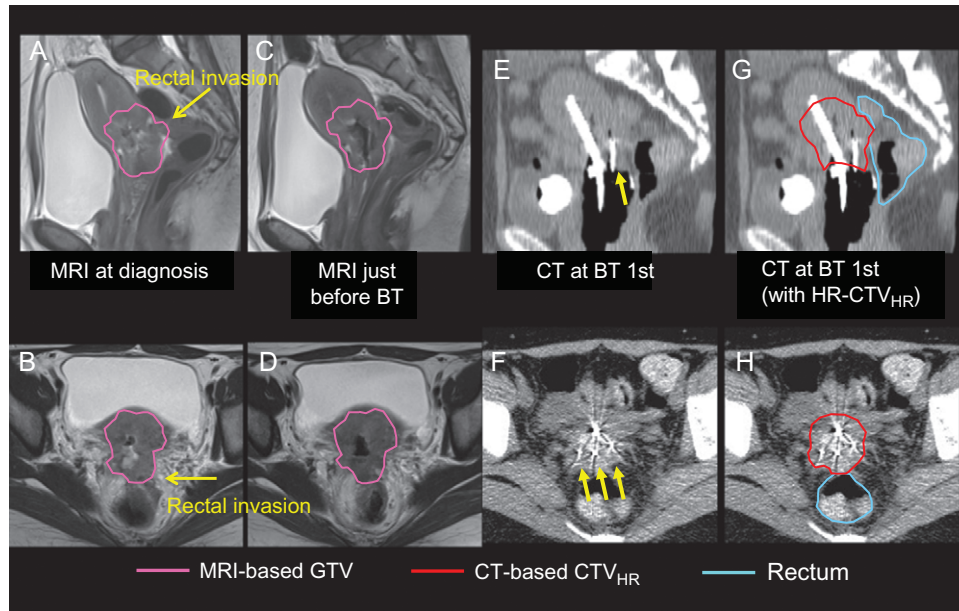 A
C
E
G
Rectal invasion
MRI at diagnosis
MRI just
before BT
CT at BT 1st
CT at BT 1st
(with HR-CTVHR)
B
D
F
H
Rectal invasion
MRI-based GTV
CT-based CTVHR
Rectum